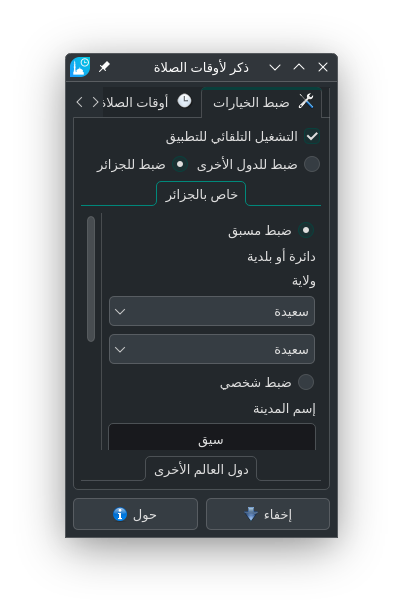 ذكر لأوقات الصلاة
ضبط الخيارات
أوقات الصلاة
التشغيل التلقائي للتطبيق
ضبط للدول الأخرى
ضبط للجزائر
خاص بالجزائر
ضبط مسبق
دائرة أو بلدية
ولاية
سعيدة
سعيدة
ضبط شخصي
إسم المدينة
سيق
دول العالم الأخرى
إخفاء
حول